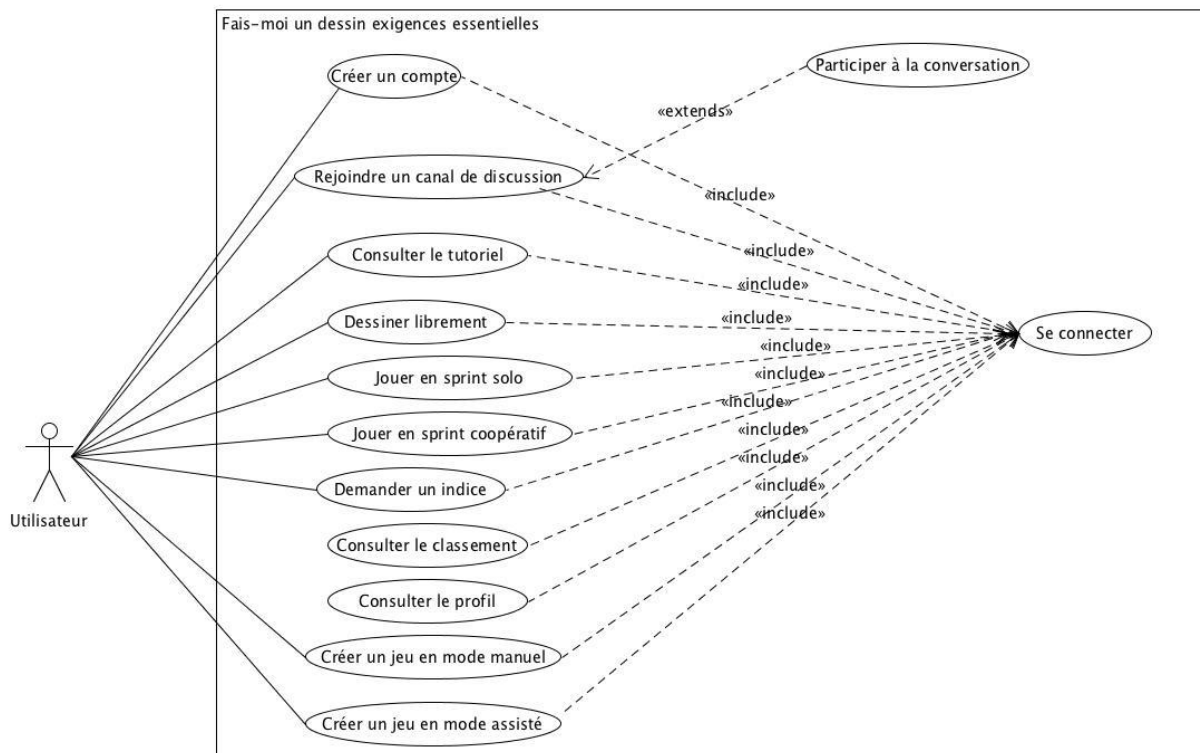 Fais-moi un dessin exigences essentielles
Créer un compte
Participer à la conversation
«extends»
Rejoindre un canal de discussion
«include»
Consulter le tutoriel
«include»
«include»
Dessiner librement
«include»
Se connecter
Jouer en sprint solo
«include»
«include»
Jouer en sprint coopératif
«include»
«include»
Demander un indice
«include»
«include»
Utilisateur
«include»
Consulter le classement
Consulter le profil
Créer un jeu en mode manuel
Créer un jeu en mode assisté